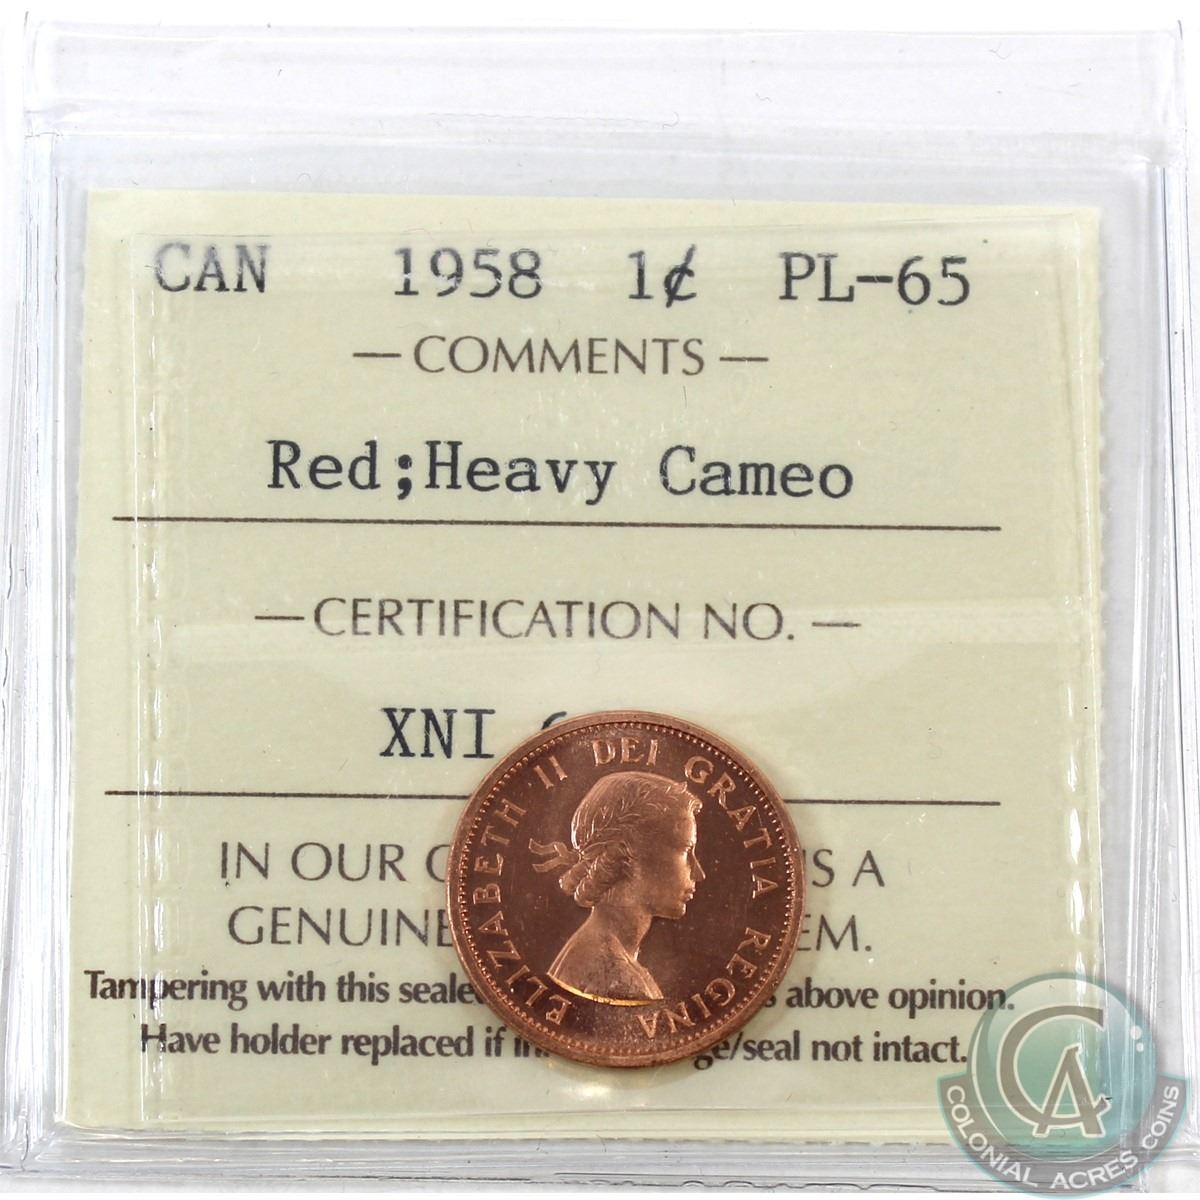 CAN 1958 1¢ PL-65
— COMMENTS —
Red;Heavy Cameo
— CERTIFICATION NO. —
XNI
IN OUR S A
GENUINE EM.
Tampering with this seale above opinion.
Have holder replaced if ge/seal not intact.
ELIZABETH II DEI GRATIA REGINA
CA
COLONIAL ACRES COINS